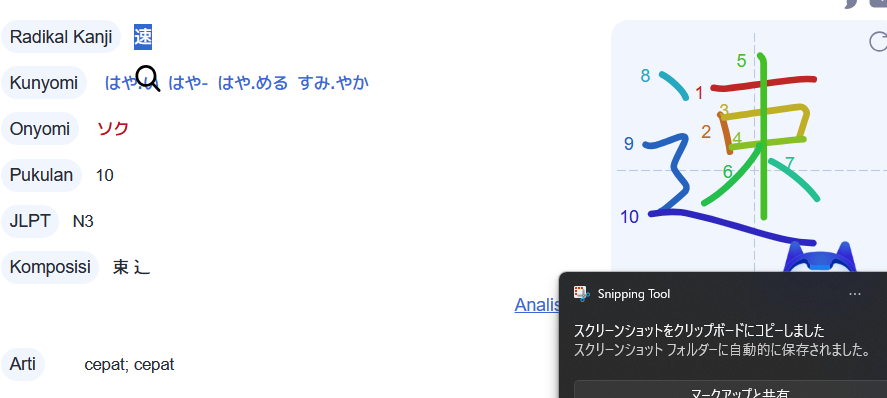 Radikal Kanji 速
Kunyomi はや.い はや- はや.める すみ.やか
Onyomi ソク
Pukulan 10
JLPT N3
Komposisi 束 辶
Analis
Arti cepat; cepat
1
2
3
4
5
6
7
8
9
10
Snipping Tool
スクリーンショットをクリップボードにコピーしました
スクリーンショット フォルダーに自動的に保存されました。
マークアップと共有